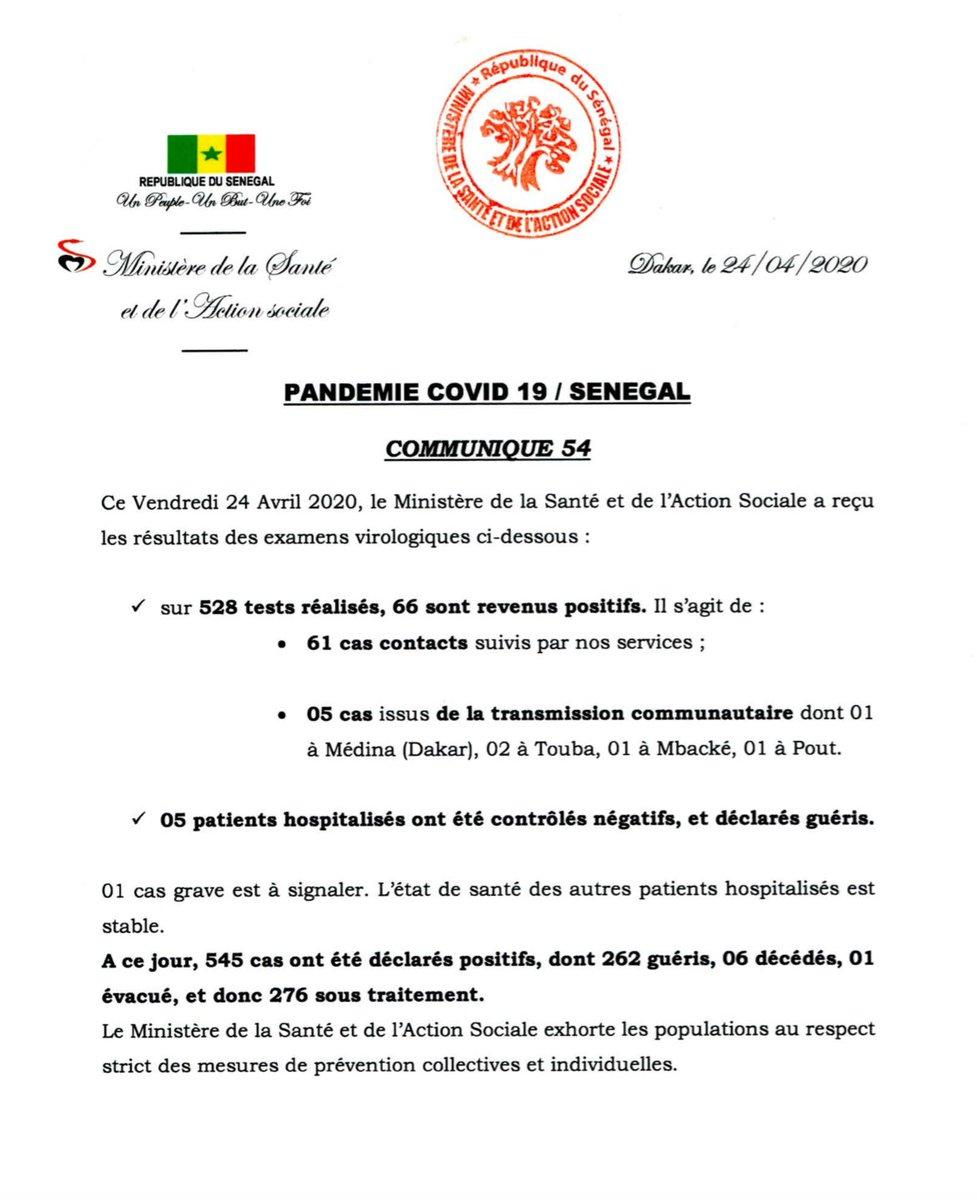 ★ République du Sénégal ★
MINISTERE DE LA SANTÉ ET DE L'ACTION SOCIALE
REPUBLIQUE DU SENEGAL
Un Peuple-Un But-Une Foi
Ministère de la Santé
et de l'Action sociale
Dakar, le 24/04/2020
PANDEMIE COVID 19 / SENEGAL
COMMUNIQUE 54
Ce Vendredi 24 Avril 2020, le Ministère de la Santé et de l'Action Sociale a reçu
les résultats des examens virologiques ci-dessous :
✓ sur 528 tests réalisés, 66 sont revenus positifs. Il s'agit de :
• 61 cas contacts suivis par nos services ;
• 05 cas issus de la transmission communautaire dont 01
à Médina (Dakar), 02 à Touba, 01 à Mbacké, 01 à Pout.
✓ 05 patients hospitalisés ont été contrôlés négatifs, et déclarés guéris.
01 cas grave est à signaler. L'état de santé des autres patients hospitalisés est
stable.
A ce jour, 545 cas ont été déclarés positifs, dont 262 guéris, 06 décédés, 01
évacué, et donc 276 sous traitement.
Le Ministère de la Santé et de l'Action Sociale exhorte les populations au respect
strict des mesures de prévention collectives et individuelles.